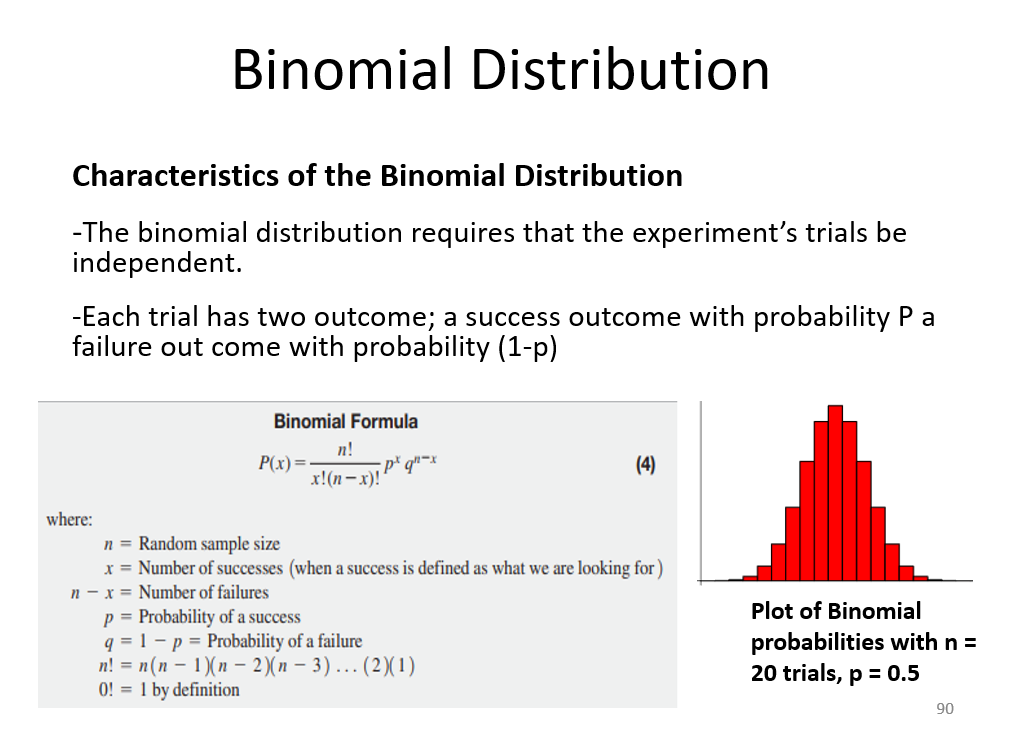 Binomial Distribution
Characteristics of the Binomial Distribution
-The binomial distribution requires that the experiment’s trials be
independent.
-Each trial has two outcome; a success outcome with probability P a
failure out come with probability (1-p)
Binomial Formula
P(x) = n! / x!(n − x)! pˣ qⁿ⁻ˣ (4)
where:
n = Random sample size
x = Number of successes (when a success is defined as what we are looking for)
n − x = Number of failures
p = Probability of a success
q = 1 − p = Probability of a failure
n! = n(n − 1)(n − 2)(n − 3) . . . (2)(1)
0! = 1 by definition
Plot of Binomial
probabilities with n =
20 trials, p = 0.5
90